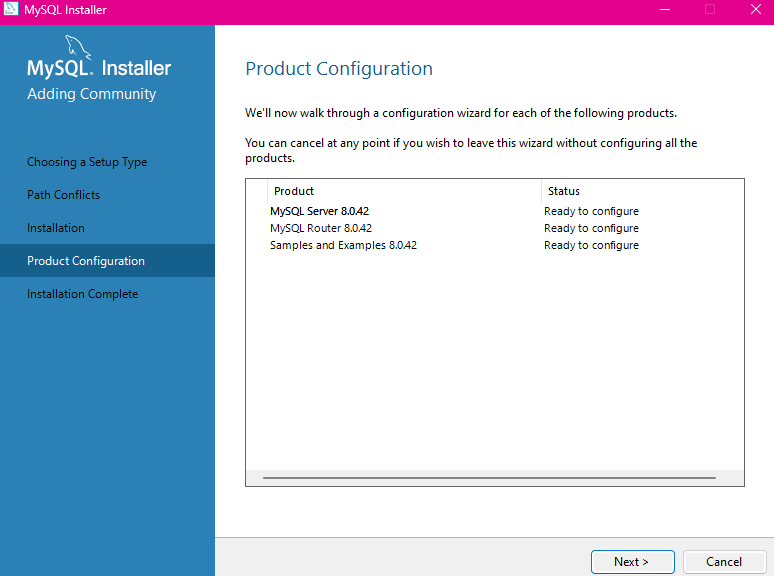 MySQL Installer
MySQL. Installer
Adding Community
Choosing a Setup Type
Path Conflicts
Installation
Product Configuration
Installation Complete
Product Configuration
We'll now walk through a configuration wizard for each of the following products.
You can cancel at any point if you wish to leave this wizard without configuring all the
products.
Product Status
MySQL Server 8.0.42 Ready to configure
MySQL Router 8.0.42 Ready to configure
Samples and Examples 8.0.42 Ready to configure
Next > Cancel